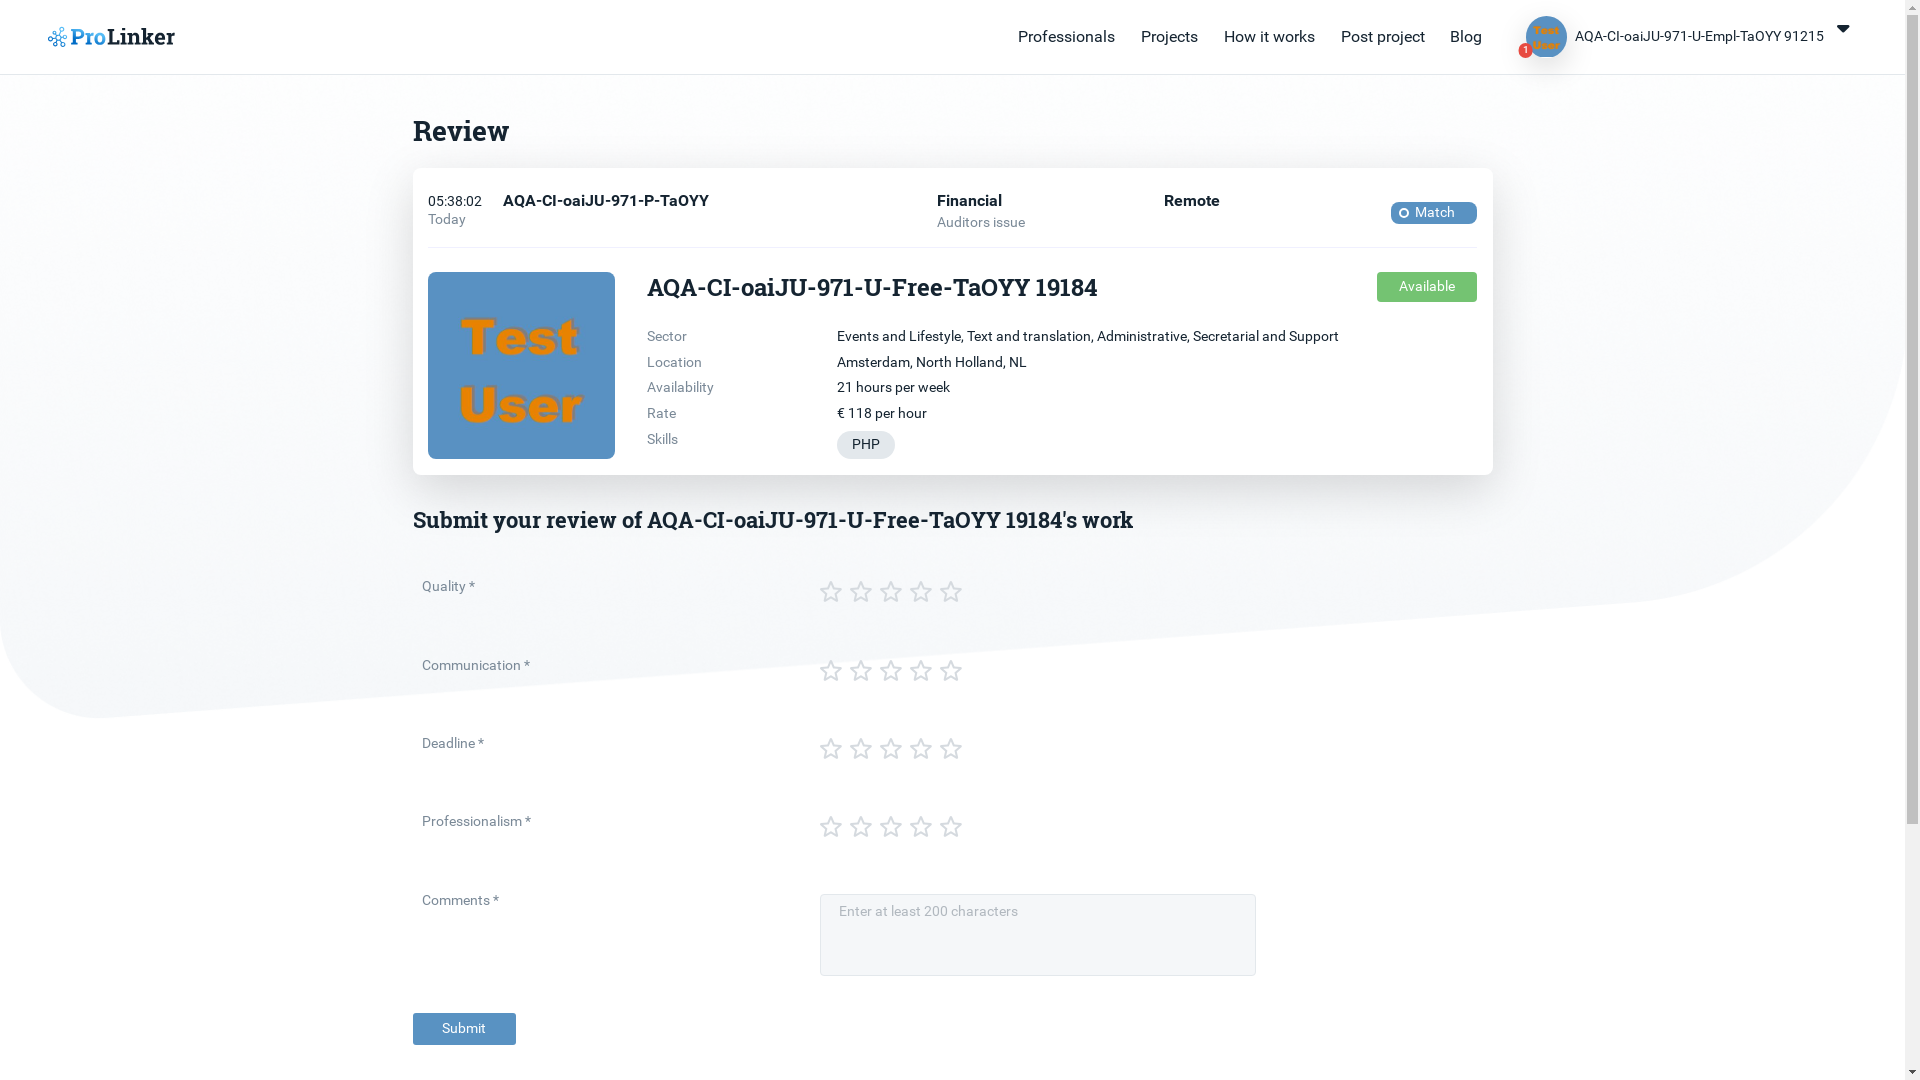 ProLinker
Professionals Projects How it works Post project Blog
Test User
1
AQA-CI-oaiJU-971-U-Empl-TaOYY 91215
Review
05:38:02 AQA-CI-oaiJU-971-P-TaOYY Financial Remote
Today Auditors issue
Match
Test
User
AQA-CI-oaiJU-971-U-Free-TaOYY 19184
Available
Sector Events and Lifestyle, Text and translation, Administrative, Secretarial and Support
Location Amsterdam, North Holland, NL
Availability 21 hours per week
Rate € 118 per hour
Skills PHP
Submit your review of AQA-CI-oaiJU-971-U-Free-TaOYY 19184's work
Quality *
Communication *
Deadline *
Professionalism *
Comments *
Enter at least 200 characters
Submit